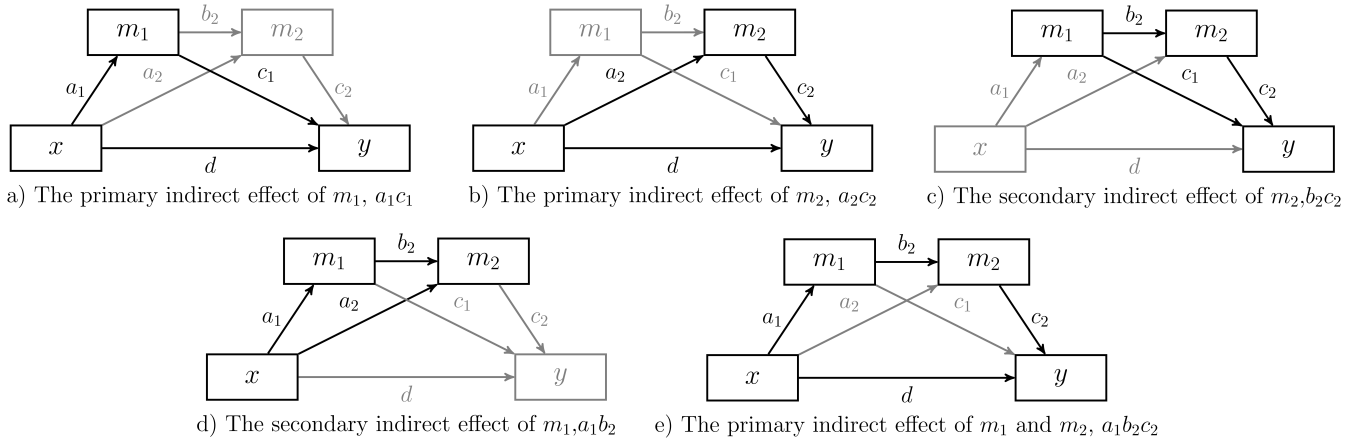 m₁ b₂ m₂
a₁ a₂ c₁ c₂
x d y
a) The primary indirect effect of m₁, a₁c₁
m₁ b₂ m₂
a₁ a₂ c₁ c₂
x d y
b) The primary indirect effect of m₂, a₂c₂
m₁ b₂ m₂
a₁ a₂ c₁ c₂
x d y
c) The secondary indirect effect of m₂,b₂c₂
m₁ b₂ m₂
a₁ a₂ c₁ c₂
x d y
d) The secondary indirect effect of m₁,a₁b₂
m₁ b₂ m₂
a₁ a₂ c₁ c₂
x d y
e) The primary indirect effect of m₁ and m₂, a₁b₂c₂